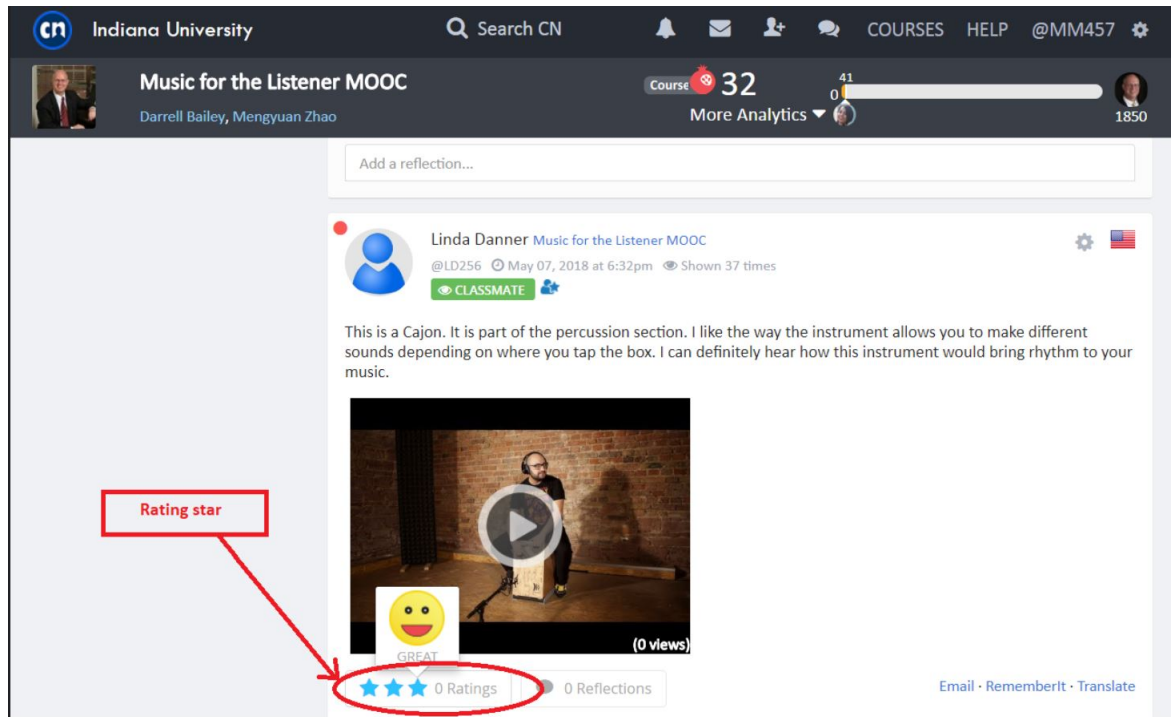 cn Indiana University Search CN COURSES HELP @MM457
Music for the Listener MOOC
Darrell Bailey, Mengyuan Zhao
Course 32
More Analytics
41
0
1850
Add a reflection...
Linda Danner Music for the Listener MOOC
@LD256 May 07, 2018 at 6:32pm Shown 37 times
CLASSMATE
This is a Cajon. It is part of the percussion section. I like the way the instrument allows you to make different
sounds depending on where you tap the box. I can definitely hear how this instrument would bring rhythm to your
music.
Rating star
(0 views)
GREAT
0 Ratings 0 Reflections Email · RememberIt · Translate